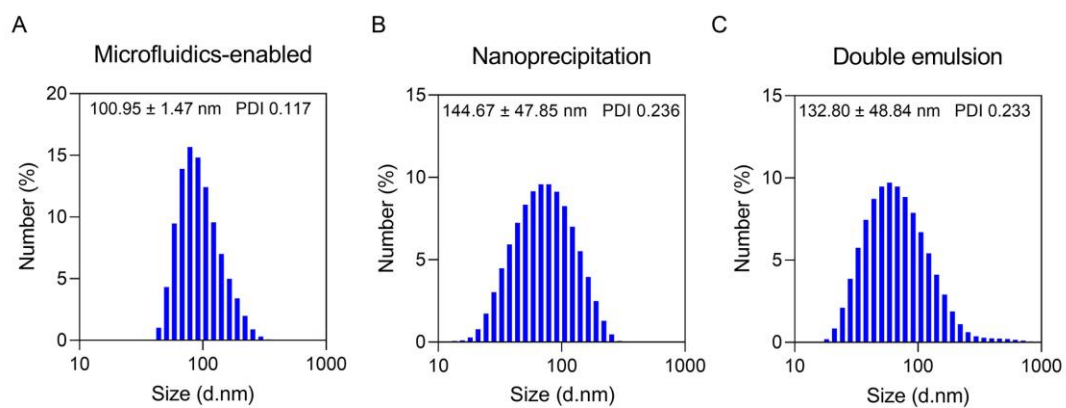 A
Microfluidics-enabled
100.95 ± 1.47 nm PDI 0.117
Number (%)
20
15
10
5
0
10
100
1000
Size (d.nm)
B
Nanoprecipitation
144.67 ± 47.85 nm PDI 0.236
Number (%)
15
10
5
0
10
100
1000
Size (d.nm)
C
Double emulsion
132.80 ± 48.84 nm PDI 0.233
Number (%)
15
10
5
0
10
100
1000
Size (d.nm)